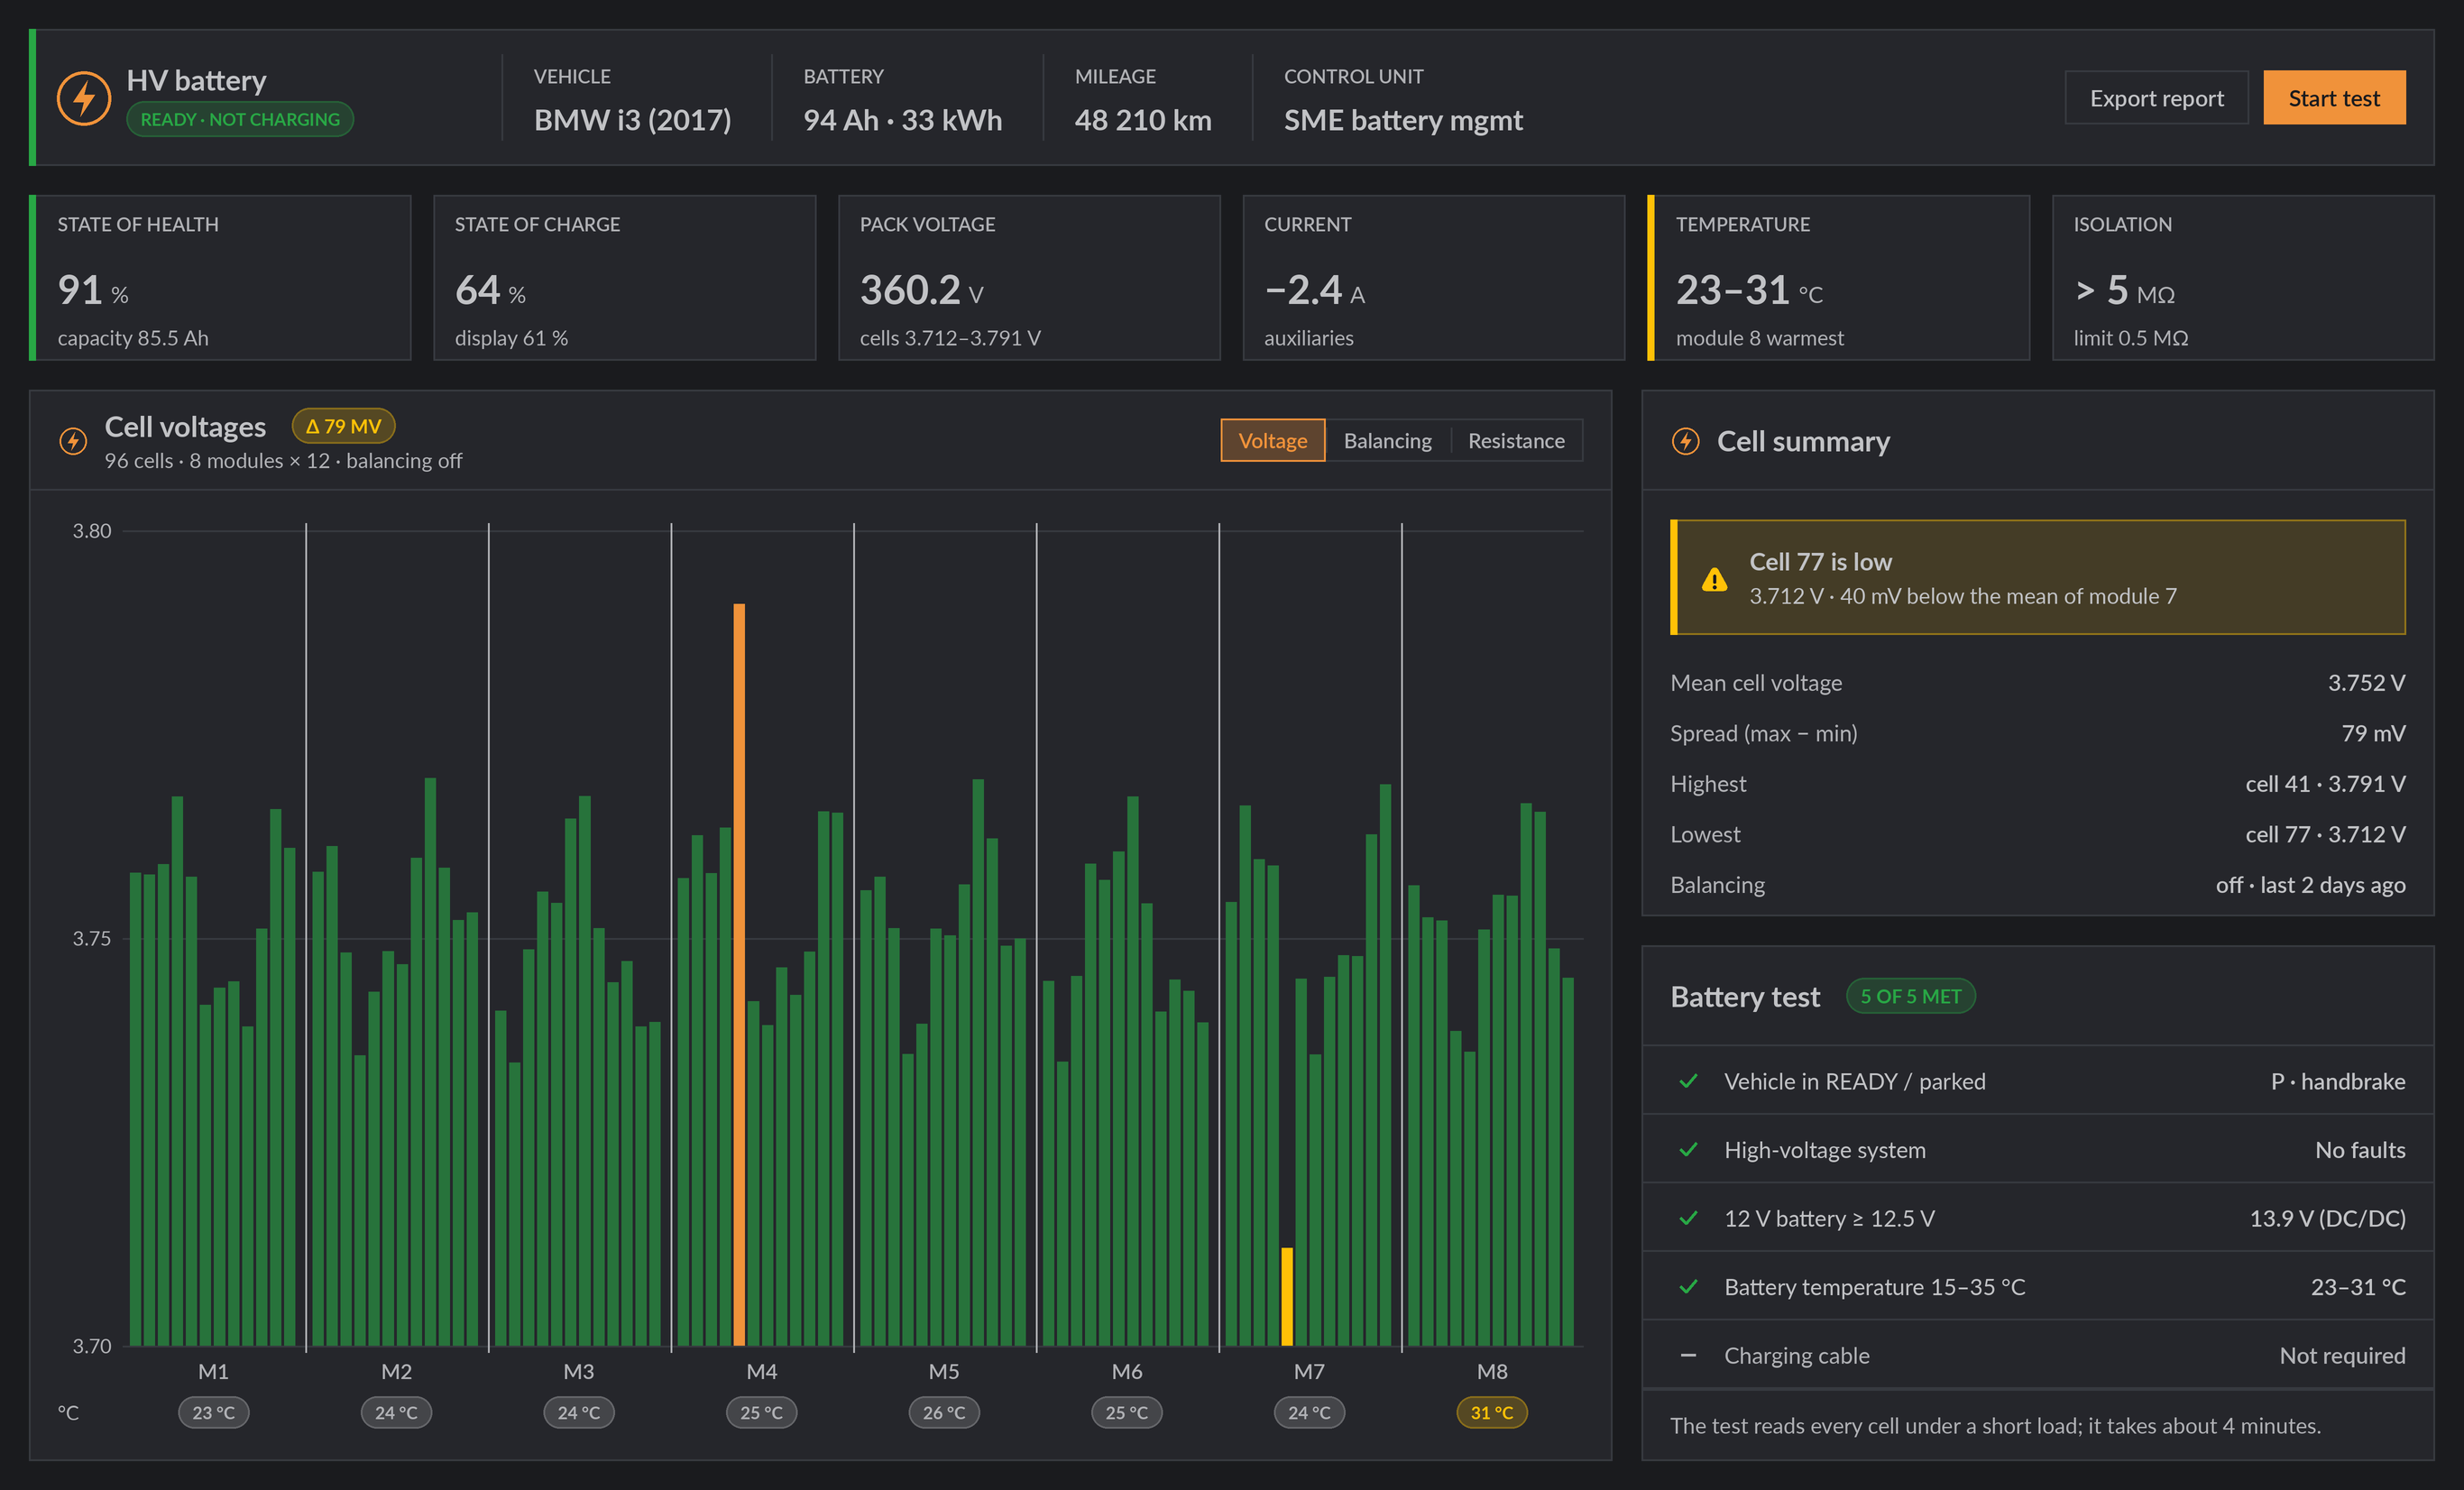 HV battery
READY · NOT CHARGING
VEHICLE
BMW i3 (2017)
BATTERY
94 Ah · 33 kWh
MILEAGE
48 210 km
CONTROL UNIT
SME battery mgmt
Export report
Start test
STATE OF HEALTH
91 %
capacity 85.5 Ah
STATE OF CHARGE
64 %
display 61 %
PACK VOLTAGE
360.2 V
cells 3.712–3.791 V
CURRENT
−2.4 A
auxiliaries
TEMPERATURE
23–31 °C
module 8 warmest
ISOLATION
> 5 MΩ
limit 0.5 MΩ
Cell voltages
Δ 79 MV
96 cells · 8 modules × 12 · balancing off
Voltage
Balancing
Resistance
3.80
3.75
3.70
M1
M2
M3
M4
M5
M6
M7
M8
°C
23 °C
24 °C
24 °C
25 °C
26 °C
25 °C
24 °C
31 °C
Cell summary
Cell 77 is low
3.712 V · 40 mV below the mean of module 7
Mean cell voltage 3.752 V
Spread (max − min) 79 mV
Highest cell 41 · 3.791 V
Lowest cell 77 · 3.712 V
Balancing off · last 2 days ago
Battery test
5 OF 5 MET
Vehicle in READY / parked P · handbrake
High-voltage system No faults
12 V battery ≥ 12.5 V 13.9 V (DC/DC)
Battery temperature 15–35 °C 23–31 °C
Charging cable Not required
The test reads every cell under a short load; it takes about 4 minutes.